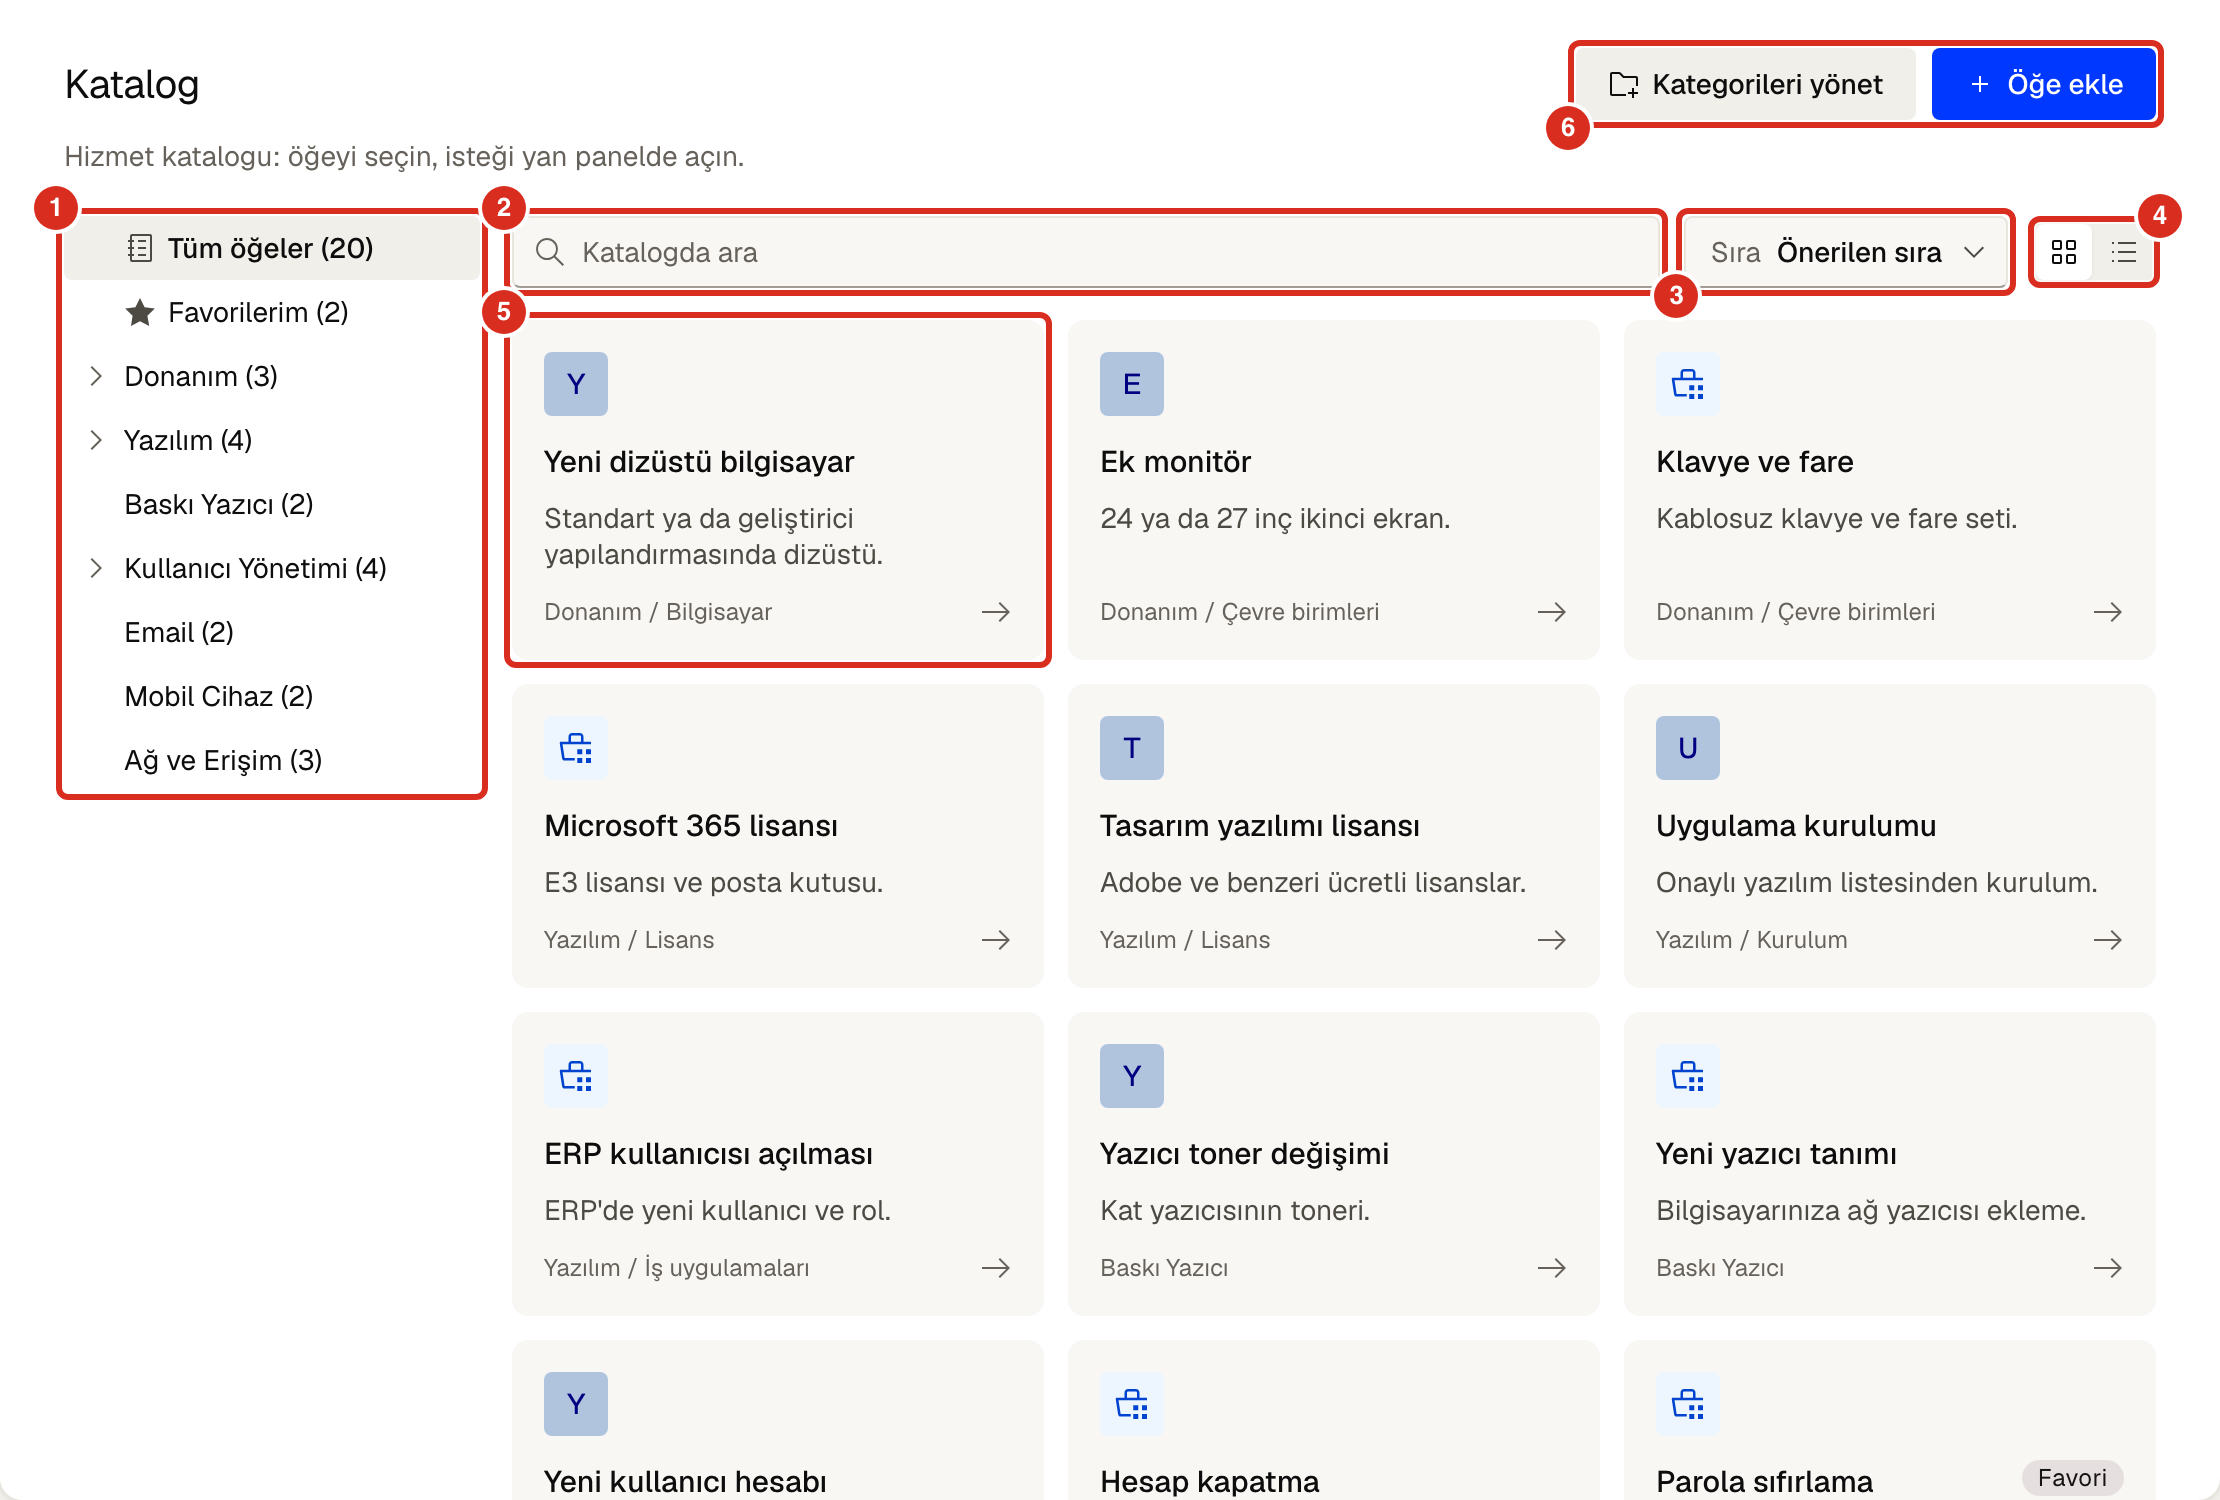 Katalog
Kategorileri yönet
+ Öğe ekle
6
Hizmet katalogu: öğeyi seçin, isteği yan panelde açın.
1
Tüm öğeler (20)
Favorilerim (2)
Donanım (3)
Yazılım (4)
Baskı Yazıcı (2)
Kullanıcı Yönetimi (4)
Email (2)
Mobil Cihaz (2)
Ağ ve Erişim (3)
2
Katalogda ara
Sıra Önerilen sıra
3
4
5
Y
Yeni dizüstü bilgisayar
Standart ya da geliştirici
yapılandırmasında dizüstü.
Donanım / Bilgisayar
E
Ek monitör
24 ya da 27 inç ikinci ekran.
Donanım / Çevre birimleri
Klavye ve fare
Kablosuz klavye ve fare seti.
Donanım / Çevre birimleri
Microsoft 365 lisansı
E3 lisansı ve posta kutusu.
Yazılım / Lisans
T
Tasarım yazılımı lisansı
Adobe ve benzeri ücretli lisanslar.
Yazılım / Lisans
U
Uygulama kurulumu
Onaylı yazılım listesinden kurulum.
Yazılım / Kurulum
ERP kullanıcısı açılması
ERP'de yeni kullanıcı ve rol.
Yazılım / İş uygulamaları
Y
Yazıcı toner değişimi
Kat yazıcısının toneri.
Baskı Yazıcı
Yeni yazıcı tanımı
Bilgisayarınıza ağ yazıcısı ekleme.
Baskı Yazıcı
Y
Yeni kullanıcı hesabı
Hesap kapatma
Parola sıfırlama
Favori